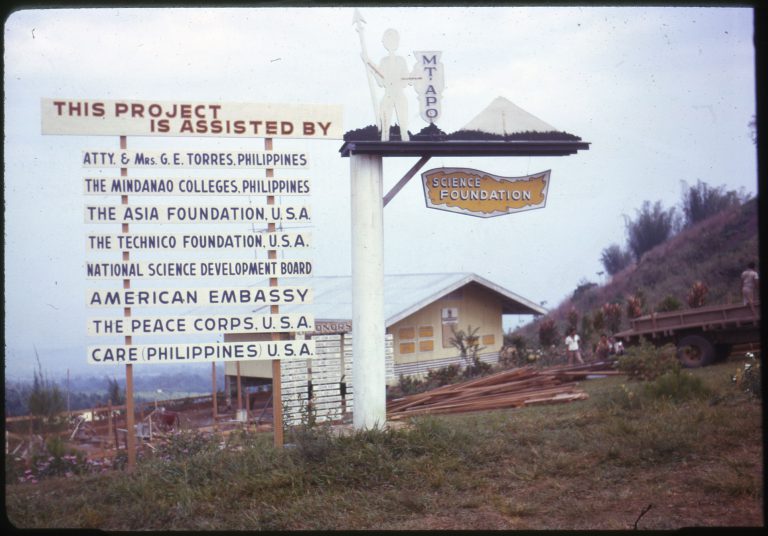 THIS PROJECT
IS ASSISTED BY
ATTY. & MRS. G. E. TORRES, PHILIPPINES
THE MINDANAO COLLEGES, PHILIPPINES
THE ASIA FOUNDATION, U.S.A.
THE TECHNICO FOUNDATION, U.S.A.
NATIONAL SCIENCE DEVELOPMENT BOARD
AMERICAN EMBASSY
THE PEACE CORPS, U.S.A.
CARE (PHILIPPINES) U.S.A.
MT. APO
SCIENCE
FOUNDATION